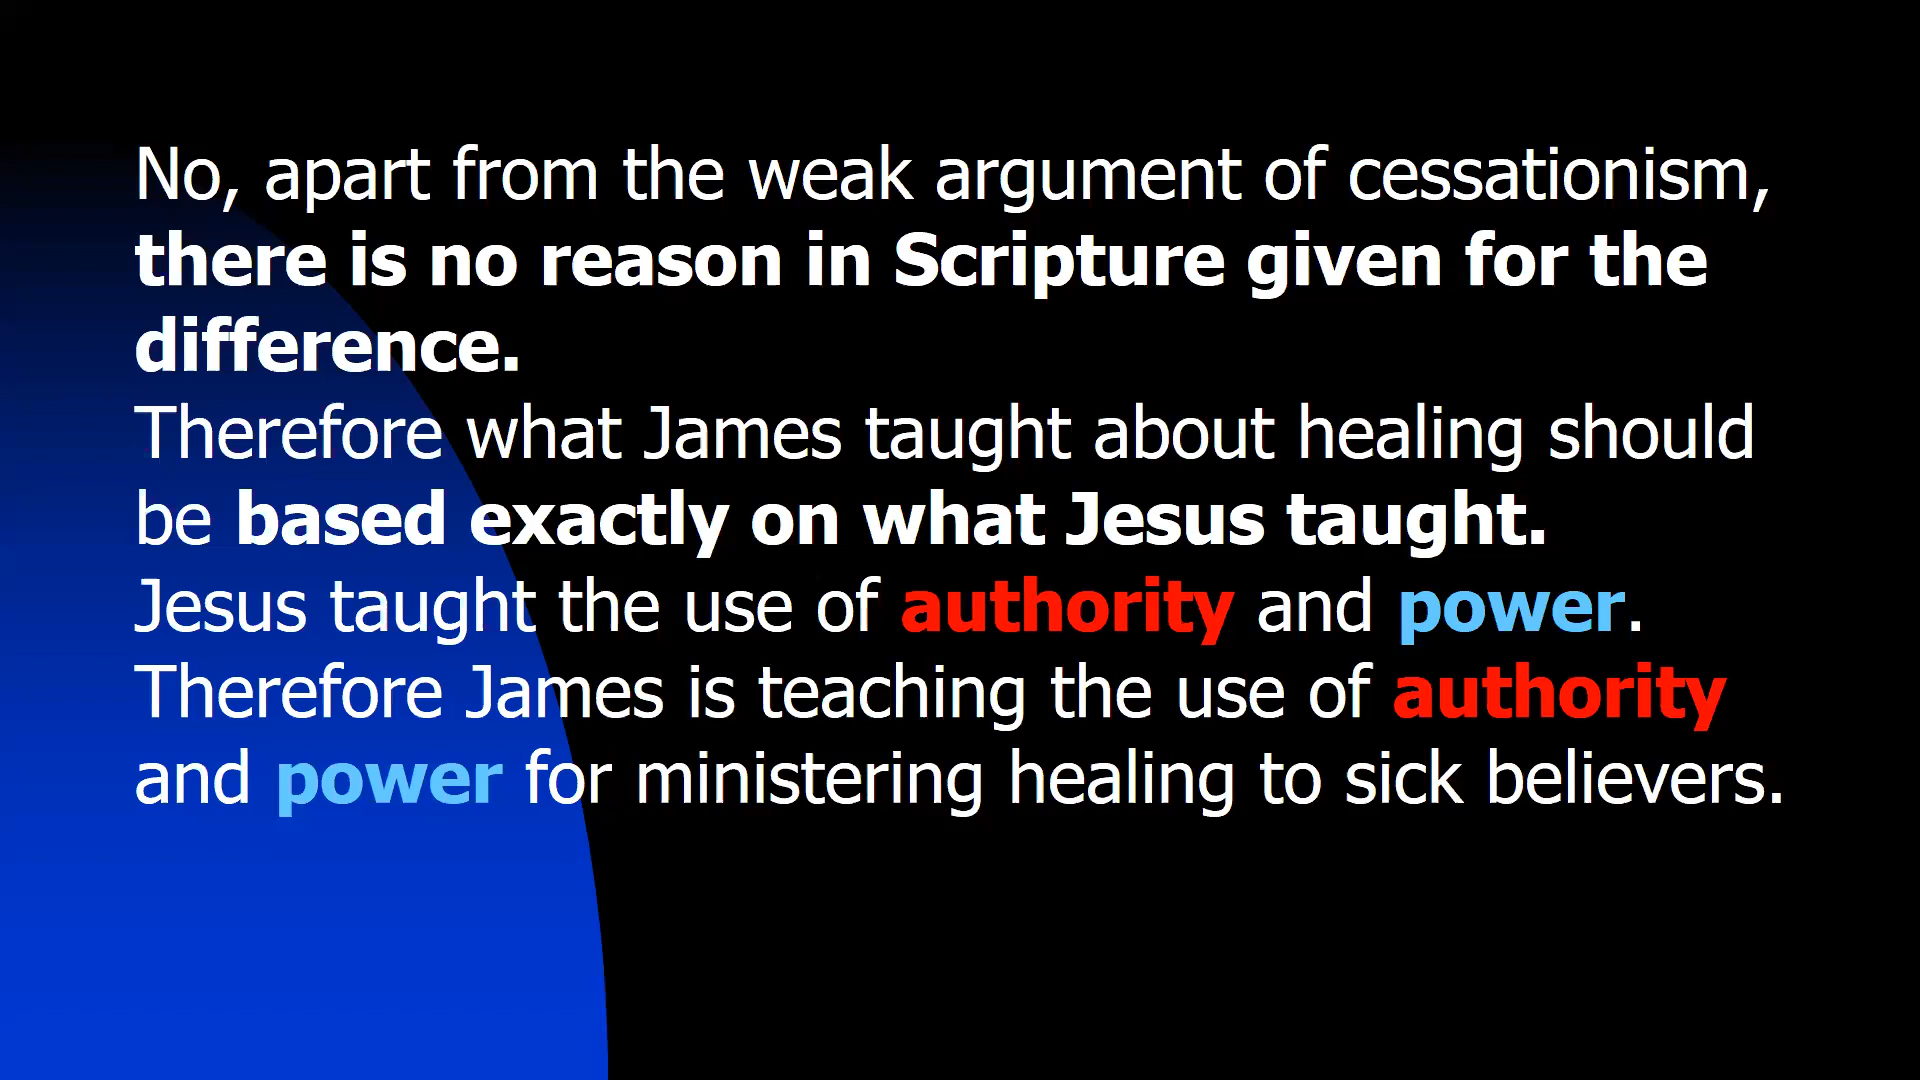 No, apart from the weak argument of cessationism,
there is no reason in Scripture given for the
difference.
Therefore what James taught about healing should
be based exactly on what Jesus taught.
Jesus taught the use of authority and power.
Therefore James is teaching the use of authority
and power for ministering healing to sick believers.